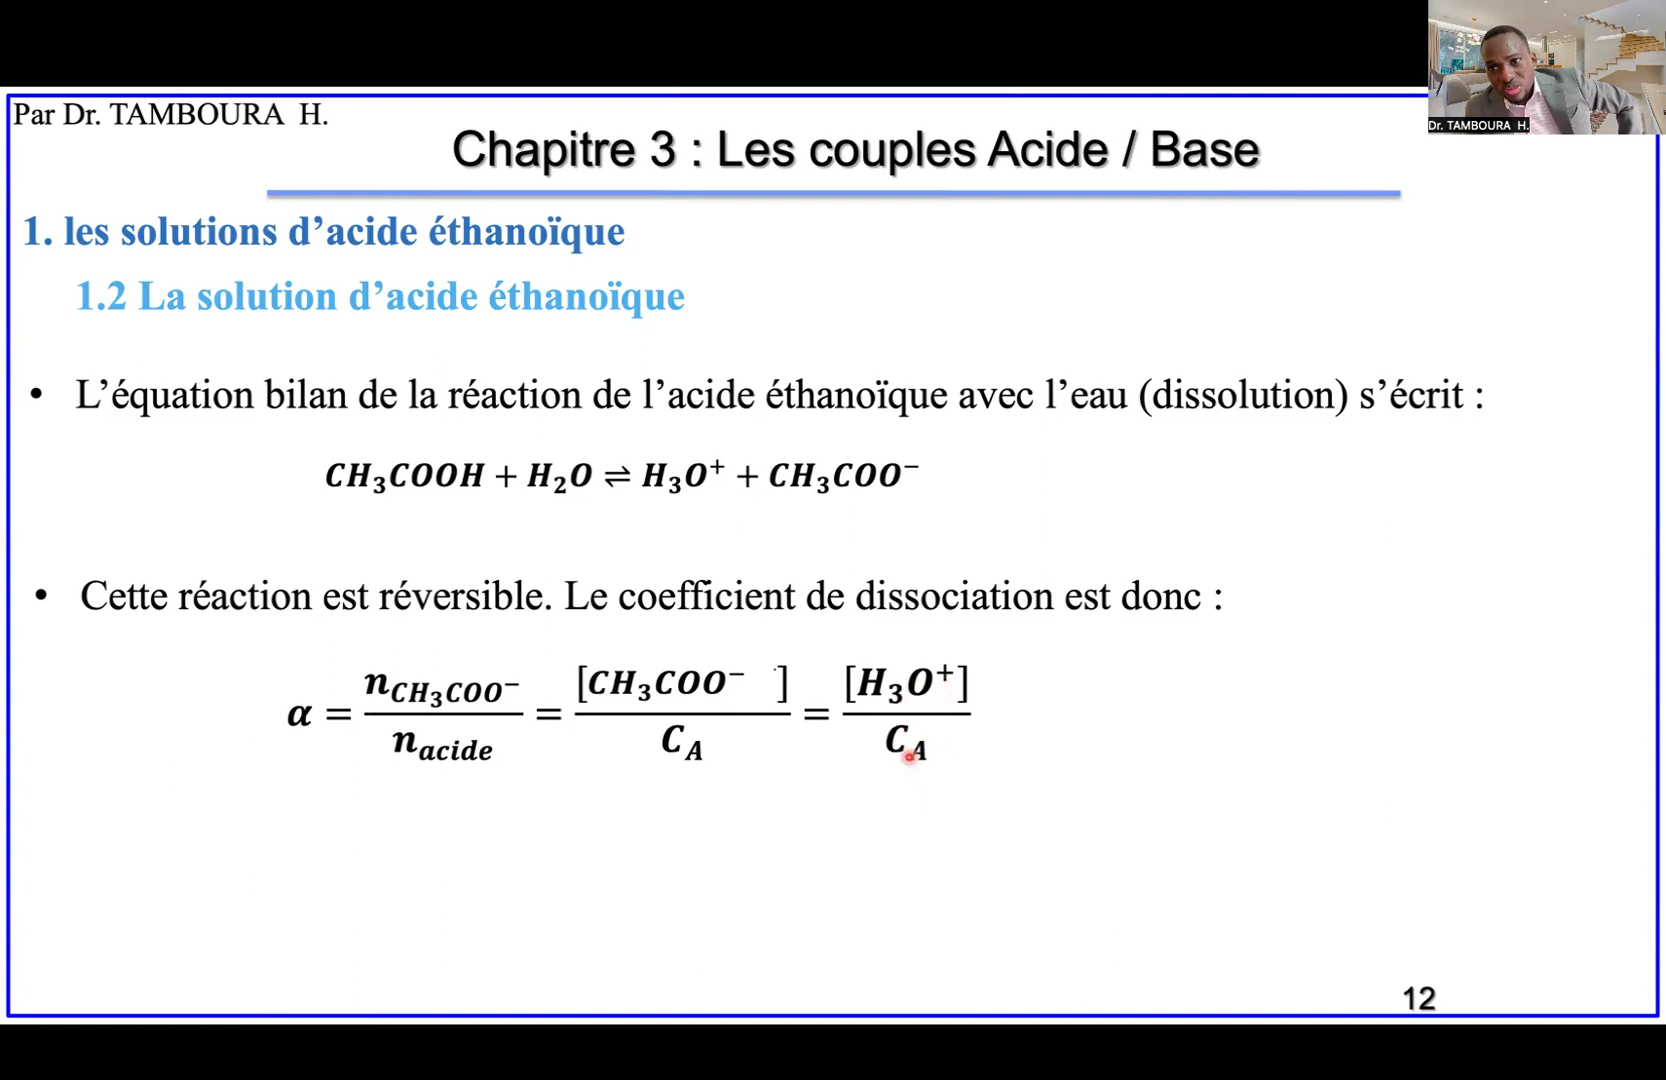 Par Dr. TAMBOURA H.
Dr. TAMBOURA H.
Chapitre 3 : Les couples Acide / Base
1. les solutions d’acide éthanoïque
1.2 La solution d’acide éthanoïque
• L’équation bilan de la réaction de l’acide éthanoïque avec l’eau (dissolution) s’écrit :
CH₃COOH + H₂O ⇌ H₃O⁺ + CH₃COO⁻
• Cette réaction est réversible. Le coefficient de dissociation est donc :
α = n_CH₃COO⁻ / n_acide = [CH₃COO⁻ ] / C_A = [H₃O⁺] / C_A
12